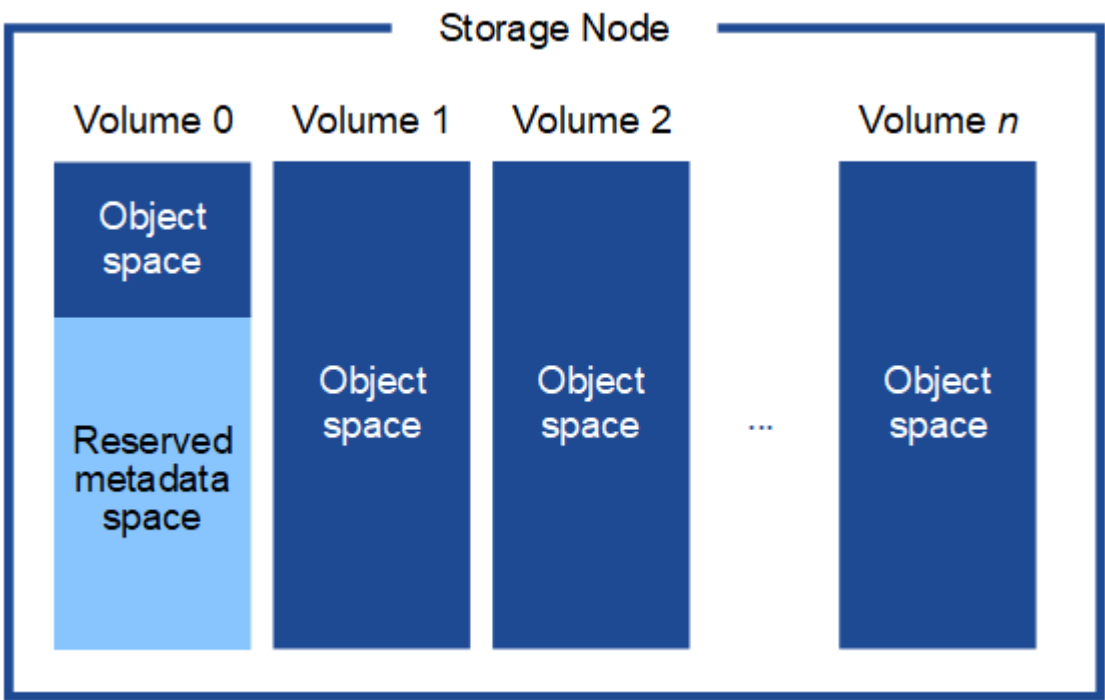 Storage Node
Volume 0
Volume 1
Volume 2
Volume n
Object
space
Reserved
metadata
space
Object
space
Object
space
...
Object
space